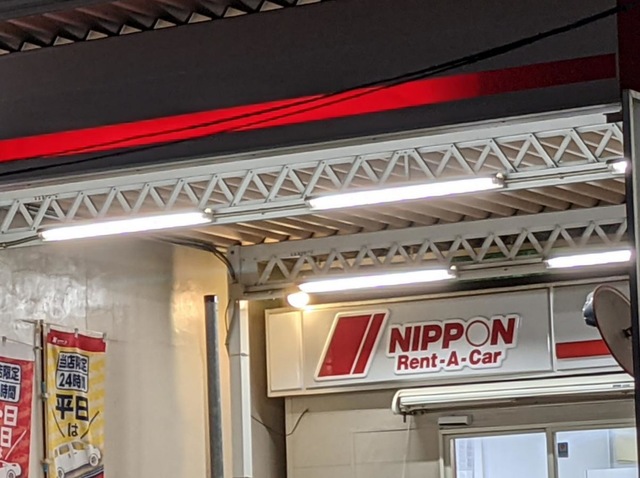 NIPPON
Rent-A-Car
当店限定
24時間
平日
は